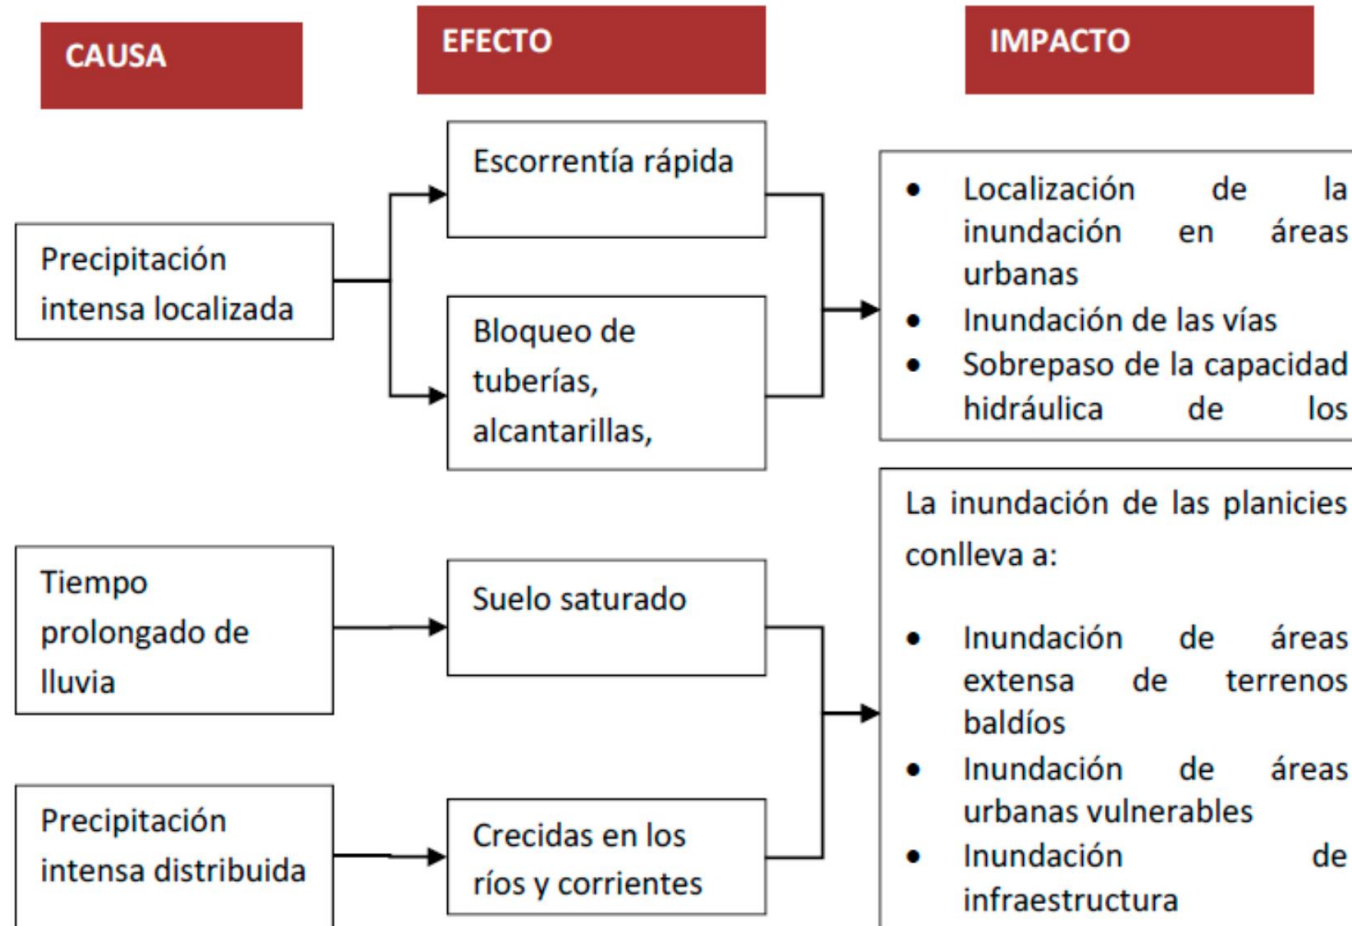 CAUSA
EFECTO
IMPACTO
Precipitación
intensa localizada
Escorrentía rápida
Bloqueo de
tuberías,
alcantarillas,
• Localización de la
inundación en áreas
urbanas
• Inundación de las vías
• Sobrepaso de la capacidad
hidráulica de los
Tiempo
prolongado de
lluvia
Suelo saturado
Precipitación
intensa distribuida
Crecidas en los
ríos y corrientes
La inundación de las planicies
conlleva a:
• Inundación de áreas
extensa de terrenos
baldíos
• Inundación de áreas
urbanas vulnerables
• Inundación de
infraestructura